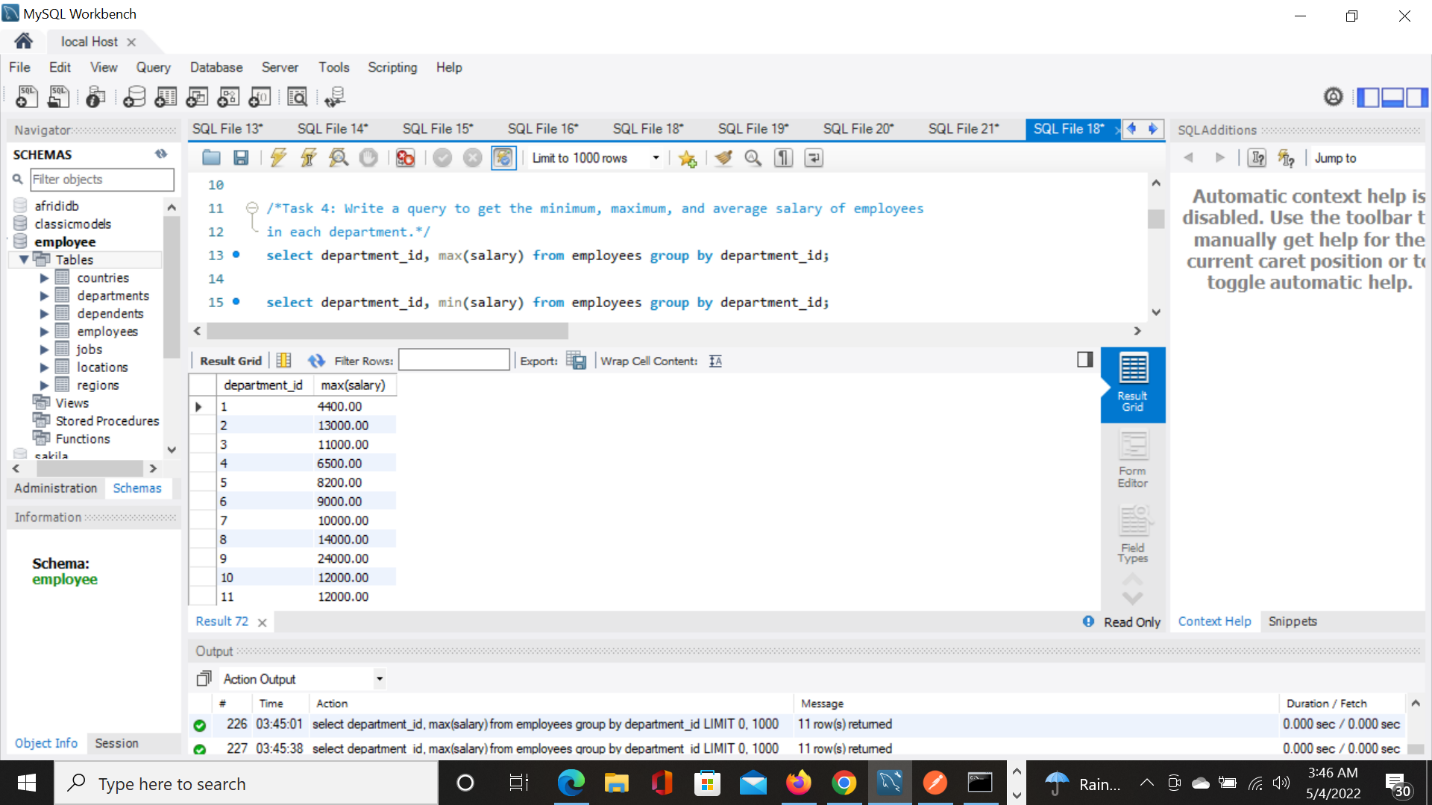 MySQL Workbench
local Host
File Edit View Query Database Server Tools Scripting Help
Navigator
SCHEMAS
Filter objects
afrididb
classicmodels
employee
Tables
countries
departments
dependents
employees
jobs
locations
regions
Views
Stored Procedures
Functions
sakila
Administration Schemas
Information
Schema:
employee
Object Info Session
SQL File 13* SQL File 14* SQL File 15* SQL File 16* SQL File 18* SQL File 19* SQL File 20* SQL File 21* SQL File 18*
Limit to 1000 rows
10
11 /*Task 4: Write a query to get the minimum, maximum, and average salary of employees
12 in each department.*/
13 select department_id, max(salary) from employees group by department_id;
14
15 select department_id, min(salary) from employees group by department_id;
Result Grid Filter Rows: Export: Wrap Cell Content:
department_id max(salary)
1 4400.00
2 13000.00
3 11000.00
4 6500.00
5 8200.00
6 9000.00
7 10000.00
8 14000.00
9 24000.00
10 12000.00
11 12000.00
Result
Grid
Form
Editor
Field
Types
Result 72
Read Only
Output
Action Output
# Time Action Message Duration / Fetch
226 03:45:01 select department_id, max(salary) from employees group by department_id LIMIT 0, 1000 11 row(s) returned 0.000 sec / 0.000 sec
227 03:45:38 select department_id, max(salary) from employees group by department_id LIMIT 0, 1000 11 row(s) returned 0.000 sec / 0.000 sec
SQLAdditions
Jump to
Automatic context help is
disabled. Use the toolbar t
manually get help for the
current caret position or to
toggle automatic help.
Context Help Snippets
Type here to search
Rain...
3:46 AM
5/4/2022
30